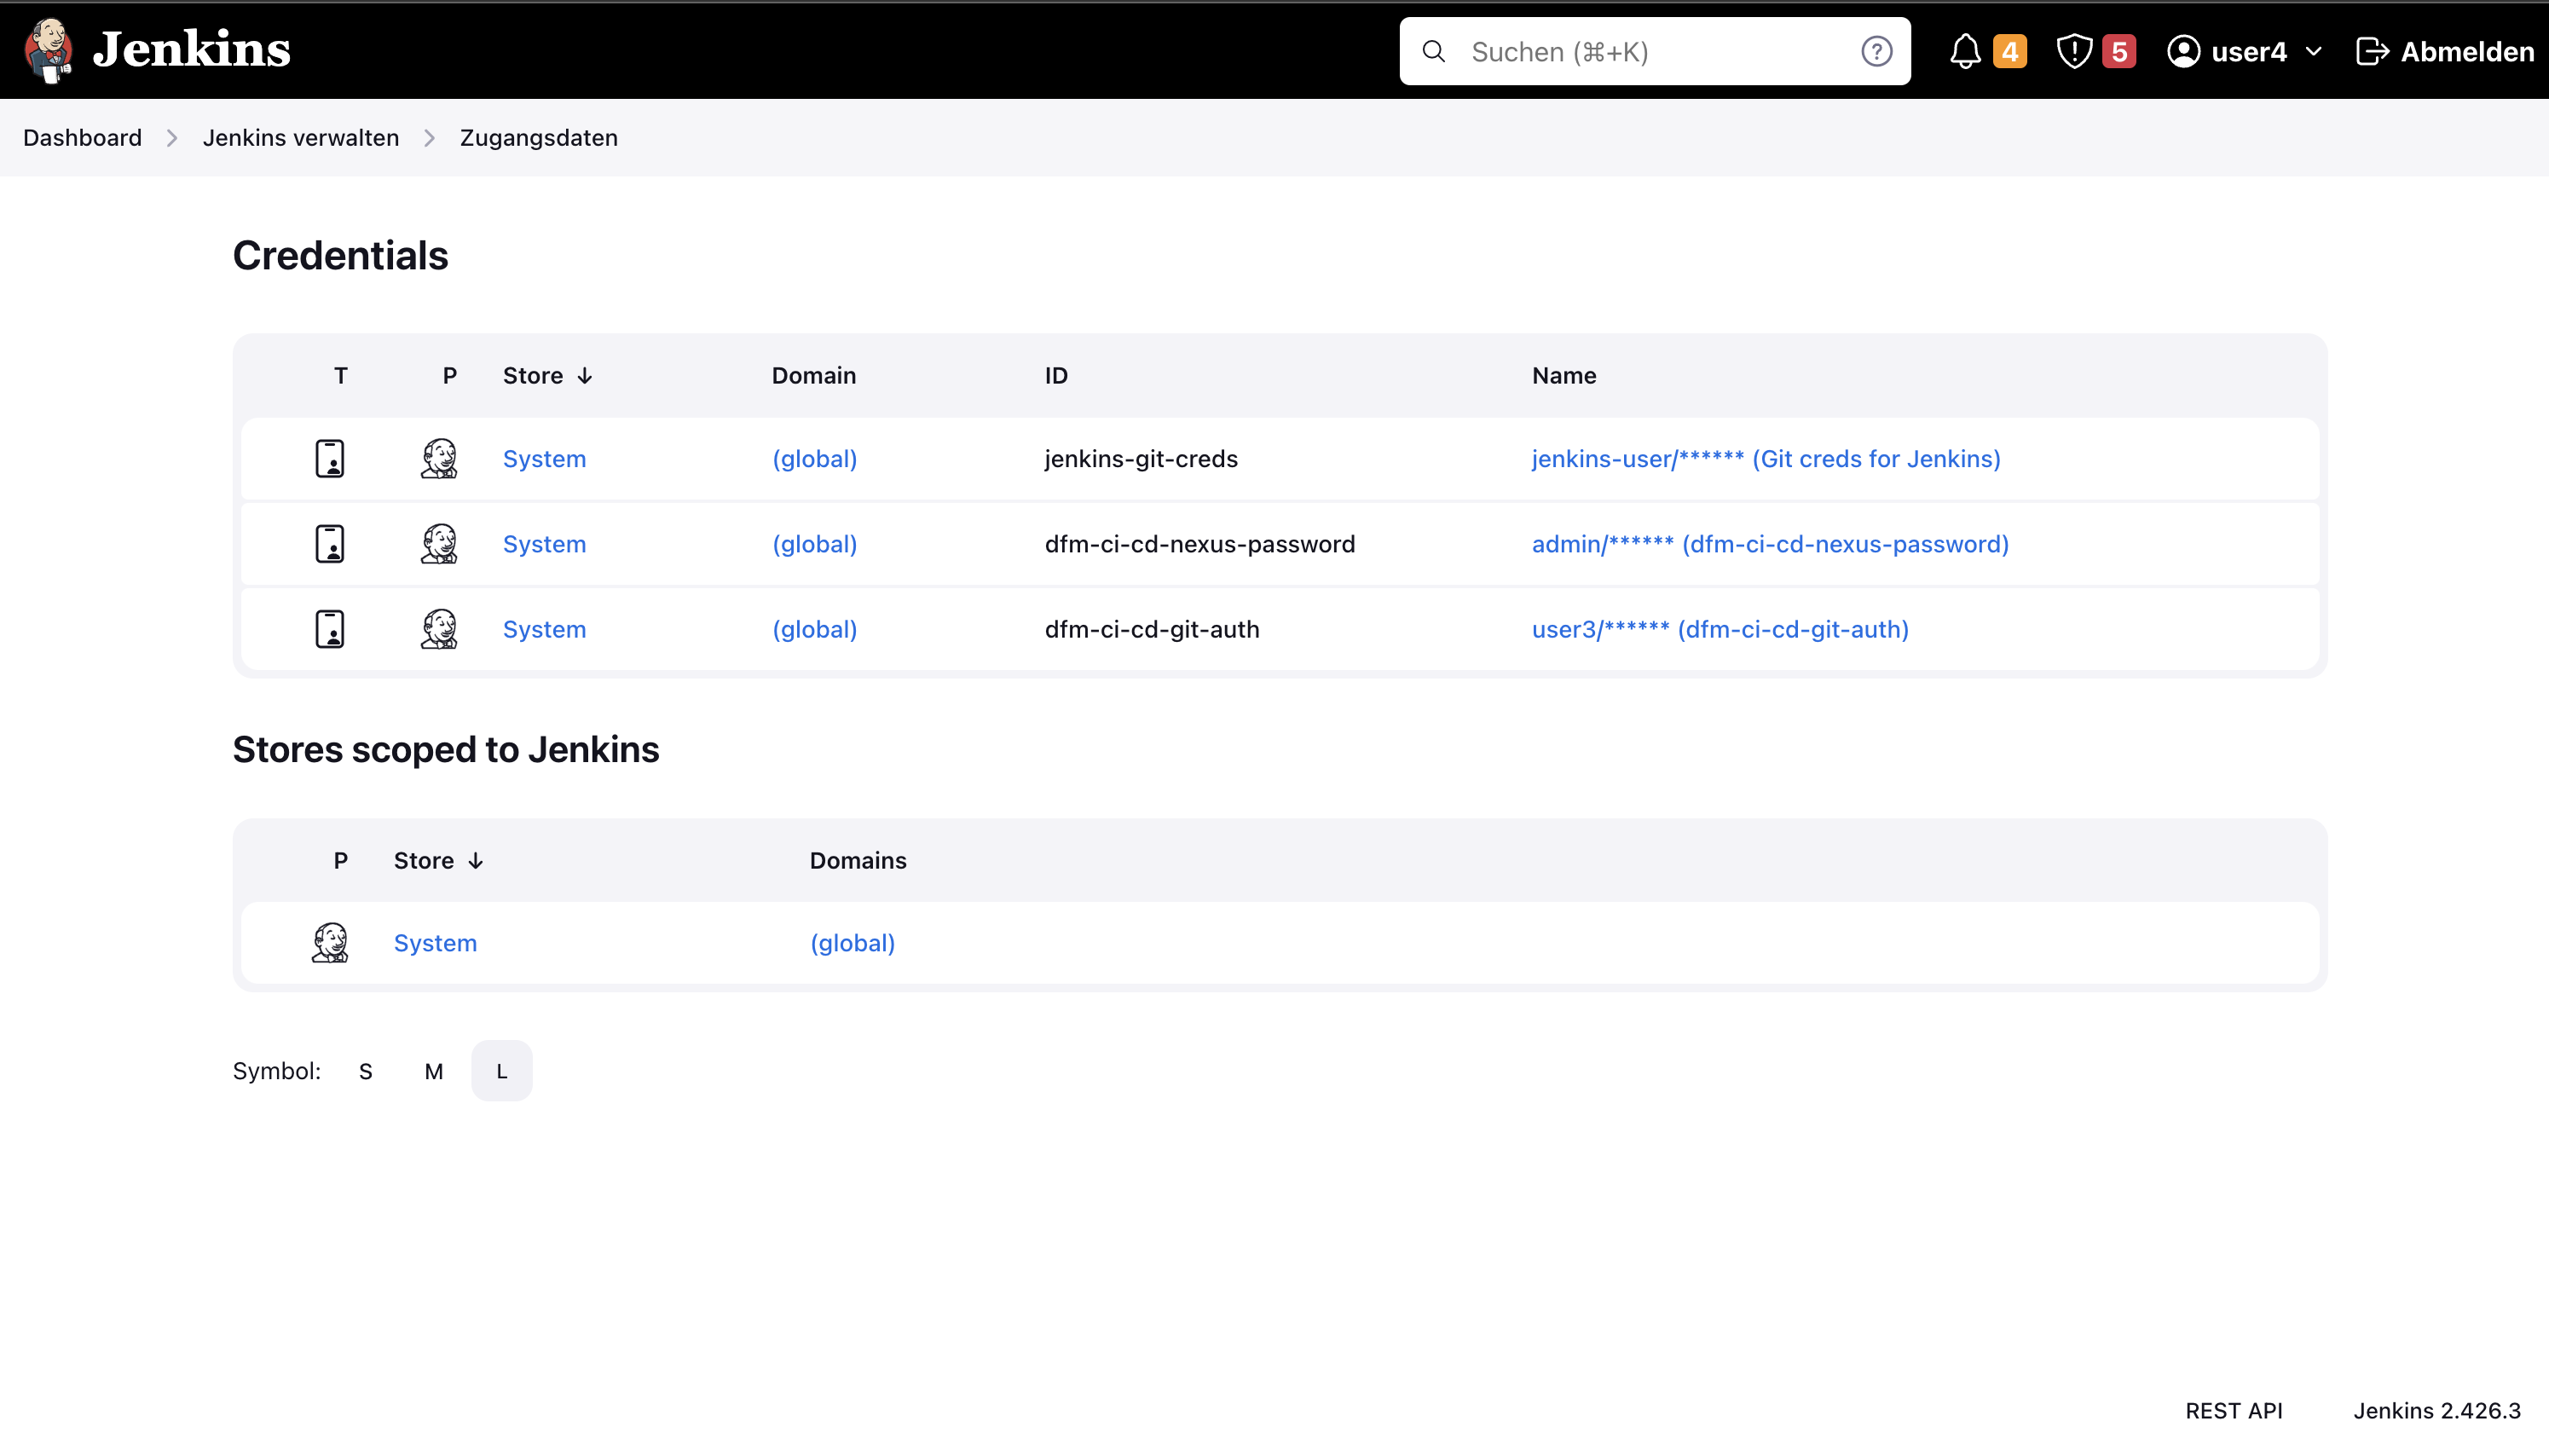 Jenkins
Suchen (⌘+K)
4
5
user4
Abmelden
Dashboard
Jenkins verwalten
Zugangsdaten
Credentials
T P Store ↓ Domain ID Name
System (global) jenkins-git-creds jenkins-user/****** (Git creds for Jenkins)
System (global) dfm-ci-cd-nexus-password admin/****** (dfm-ci-cd-nexus-password)
System (global) dfm-ci-cd-git-auth user3/****** (dfm-ci-cd-git-auth)
Stores scoped to Jenkins
P Store ↓ Domains
System (global)
Symbol: S M L
REST API Jenkins 2.426.3